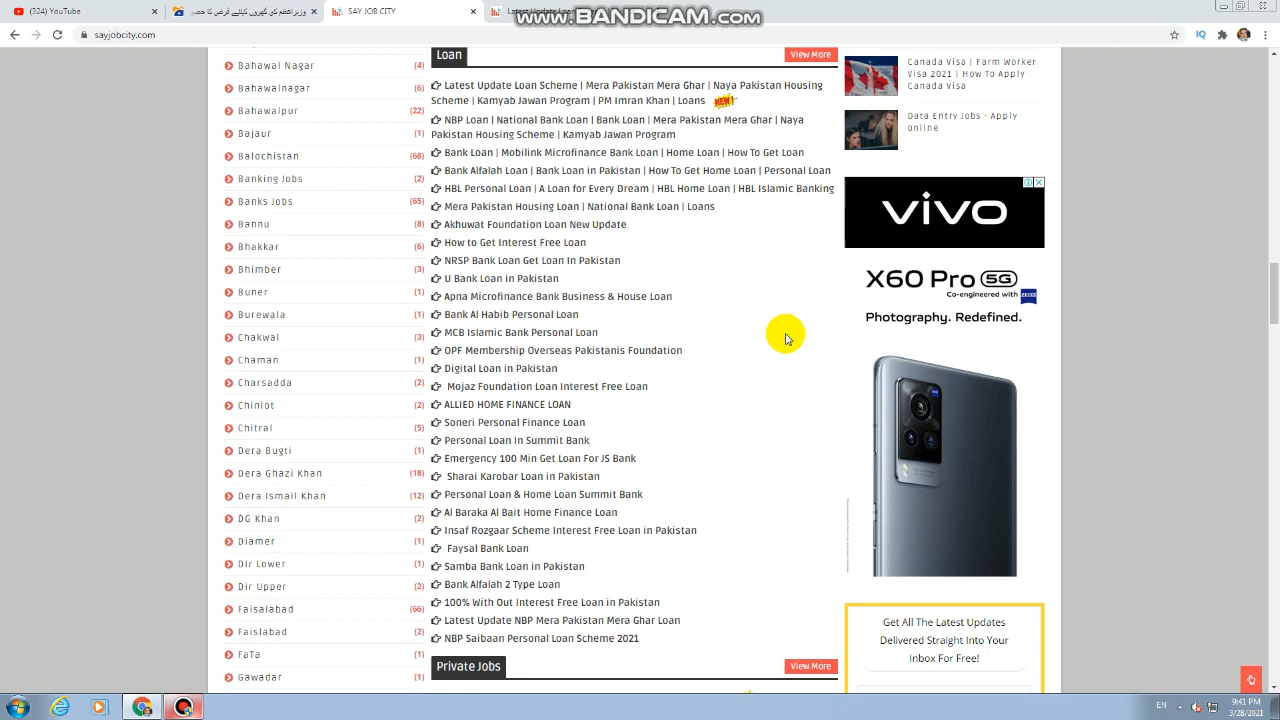 (24) YouTube
وزیراعظم کو گھروں کیلئے قرض کا حصر
SAY JOB CITY
Latest Update Loan
www.BANDICAM.com
sayjobcity.com
IQ
Bahawal Nagar (4)
Bahawalnagar (6)
Bahawalpur (22)
Bajaur (1)
Balochistan (68)
Banking Jobs (2)
Banks Jobs (65)
Bannu (8)
Bhakkar (6)
Bhimber (3)
Buner (1)
Burewala (1)
Chakwal (3)
Chaman (1)
Charsadda (2)
Chiniot (2)
Chitral (5)
Dera Bugti (1)
Dera Ghazi Khan (18)
Dera Ismail Khan (12)
DG Khan (2)
Diamer (1)
Dir Lower (1)
Dir Upper (2)
Faisalabad (66)
Faislabad (2)
FaTa (1)
Gawadar (1)
Loan
View More
Latest Update Loan Scheme | Mera Pakistan Mera Ghar | Naya Pakistan Housing
Scheme | Kamyab Jawan Program | PM Imran Khan | Loans NEW!
NBP Loan | National Bank Loan | Bank Loan | Mera Pakistan Mera Ghar | Naya
Pakistan Housing Scheme | Kamyab Jawan Program
Bank Loan | Mobilink Microfinance Bank Loan | Home Loan | How To Get Loan
Bank Alfalah Loan | Bank Loan in Pakistan | How To Get Home Loan | Personal Loan
HBL Personal Loan | A Loan for Every Dream | HBL Home Loan | HBL Islamic Banking
Mera Pakistan Housing Loan | National Bank Loan | Loans
Akhuwat Foundation Loan New Update
How to Get Interest Free Loan
NRSP Bank Loan Get Loan In Pakistan
U Bank Loan in Pakistan
Apna Microfinance Bank Business & House Loan
Bank Al Habib Personal Loan
MCB Islamic Bank Personal Loan
OPF Membership Overseas Pakistanis Foundation
Digital Loan in Pakistan
Mojaz Foundation Loan Interest Free Loan
ALLIED HOME FINANCE LOAN
Soneri Personal Finance Loan
Personal Loan In Summit Bank
Emergency 100 Min Get Loan For JS Bank
Sharai Karobar Loan in Pakistan
Personal Loan & Home Loan Summit Bank
Al Baraka Al Bait Home Finance Loan
Insaf Rozgaar Scheme Interest Free Loan in Pakistan
Faysal Bank Loan
Samba Bank Loan in Pakistan
Bank Alfalah 2 Type Loan
100% With Out Interest Free Loan in Pakistan
Latest Update NBP Mera Pakistan Mera Ghar Loan
NBP Saibaan Personal Loan Scheme 2021
Private Jobs
View More
Canada Visa | Farm Worker
Visa 2021 | How To Apply
Canada Visa
Data Entry Jobs - Apply
online
vivo
X60 Pro 5G
Co-engineered with ZEISS
Photography. Redefined.
Get All The Latest Updates
Delivered Straight Into Your
Inbox For Free!
EN
9:41 PM
3/28/2021